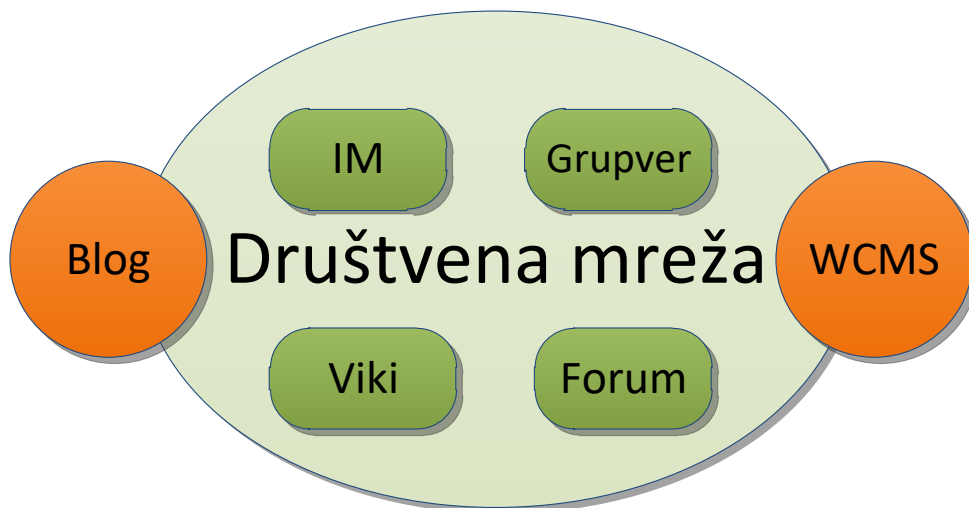 IM
Grupver
Blog
Društvena mreža
WCMS
Viki
Forum